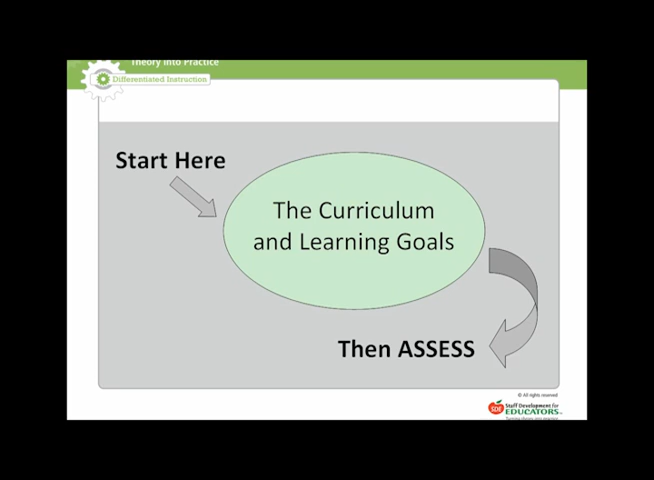 Theory Into Practice
Differentiated Instruction
Start Here
The Curriculum
and Learning Goals
Then ASSESS
© All rights reserved
SDE Staff Development for
EDUCATORS